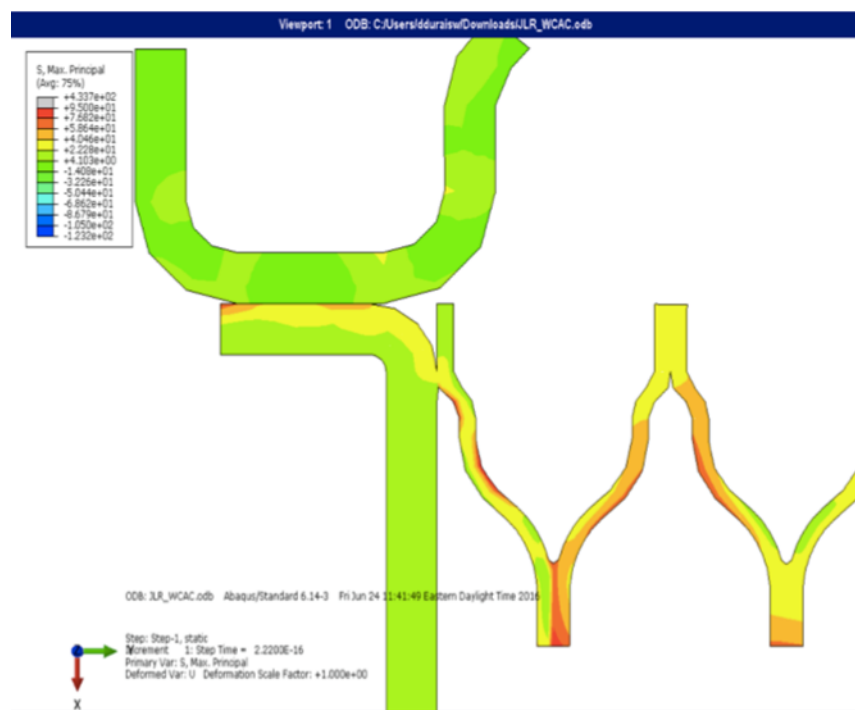 Viewport: 1 ODB: C:/Users/dduraisw/Downloads/JLR_WCAC.odb
S, Max. Principal
(Avg: 75%)
+4.337e+02
+9.500e+01
+7.682e+01
+5.864e+01
+4.046e+01
+2.228e+01
+4.103e+00
-1.408e+01
-3.226e+01
-5.044e+01
-6.862e+01
-8.679e+01
-1.050e+02
-1.232e+02
ODB: JLR_WCAC.odb Abaqus/Standard 6.14-3 Fri Jun 24 11:41:49 Eastern Daylight Time 2016
Step: Step-1, static
Increment 1: Step Time = 2.2200E-16
Primary Var: S, Max. Principal
Deformed Var: U Deformation Scale Factor: +1.000e+00
Y
X